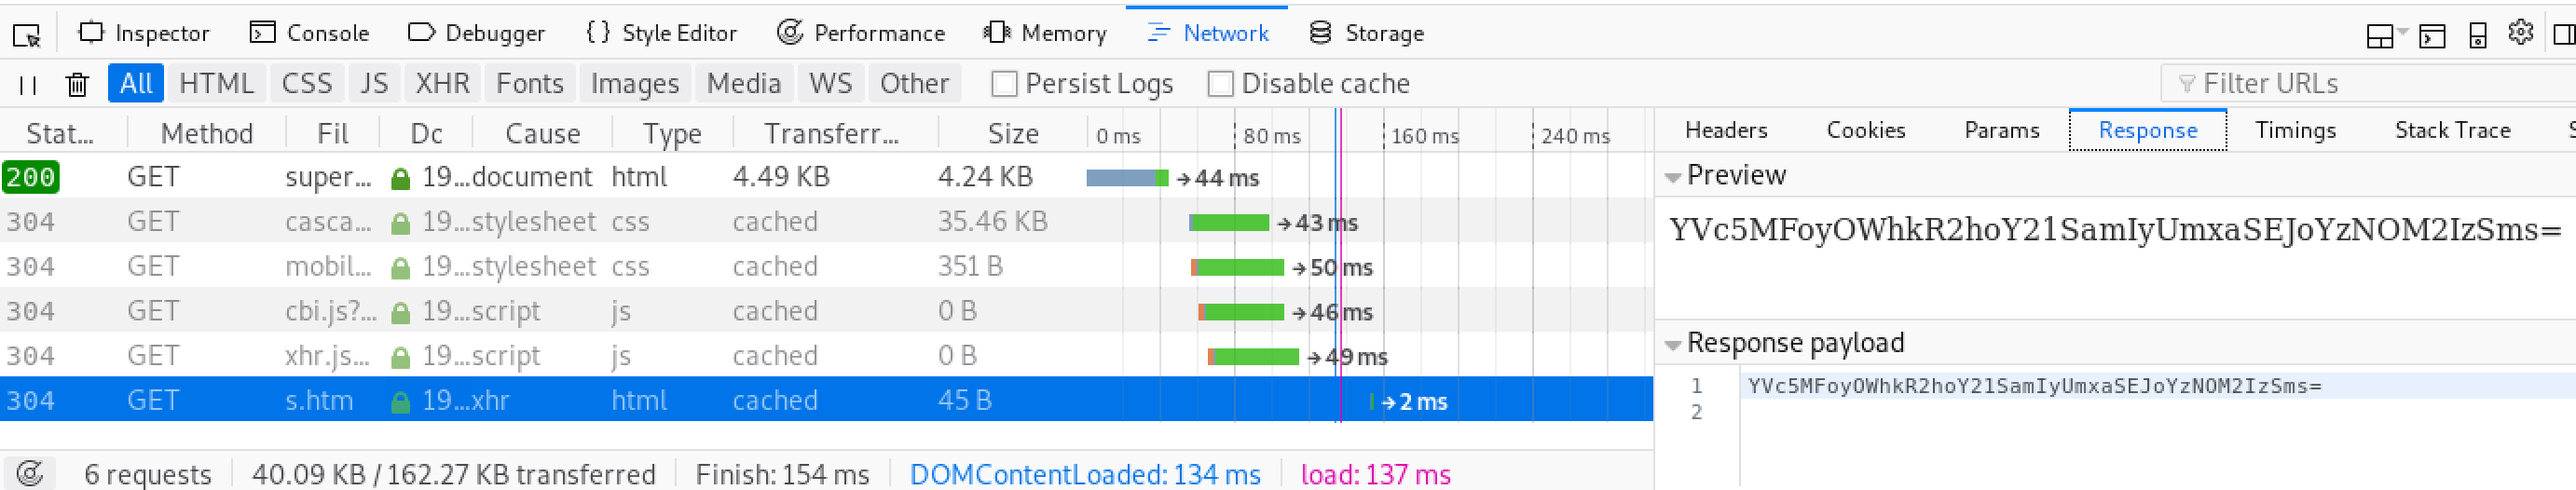 Inspector Console Debugger Style Editor Performance Memory Network Storage
All HTML CSS JS XHR Fonts Images Media WS Other Persist Logs Disable cache Filter URLs
Stat... Method Fil Dc Cause Type Transferr... Size 0 ms 80 ms 160 ms 240 ms
200 GET super... 19... document html 4.49 KB 4.24 KB → 44 ms
304 GET casca... 19... stylesheet css cached 35.46 KB → 43 ms
304 GET mobil... 19... stylesheet css cached 351 B → 50 ms
304 GET cbi.js?... 19... script js cached 0 B → 46 ms
304 GET xhr.js... 19... script js cached 0 B → 49 ms
304 GET s.htm 19... xhr html cached 45 B → 2 ms
6 requests 40.09 KB / 162.27 KB transferred Finish: 154 ms DOMContentLoaded: 134 ms load: 137 ms
Headers Cookies Params Response Timings Stack Trace
Preview
YVc5MFoyOWhkR2hoY21SamIyUmxaSEJoYzNOM2IzSms=
Response payload
1 YVc5MFoyOWhkR2hoY21SamIyUmxaSEJoYzNOM2IzSms=
2